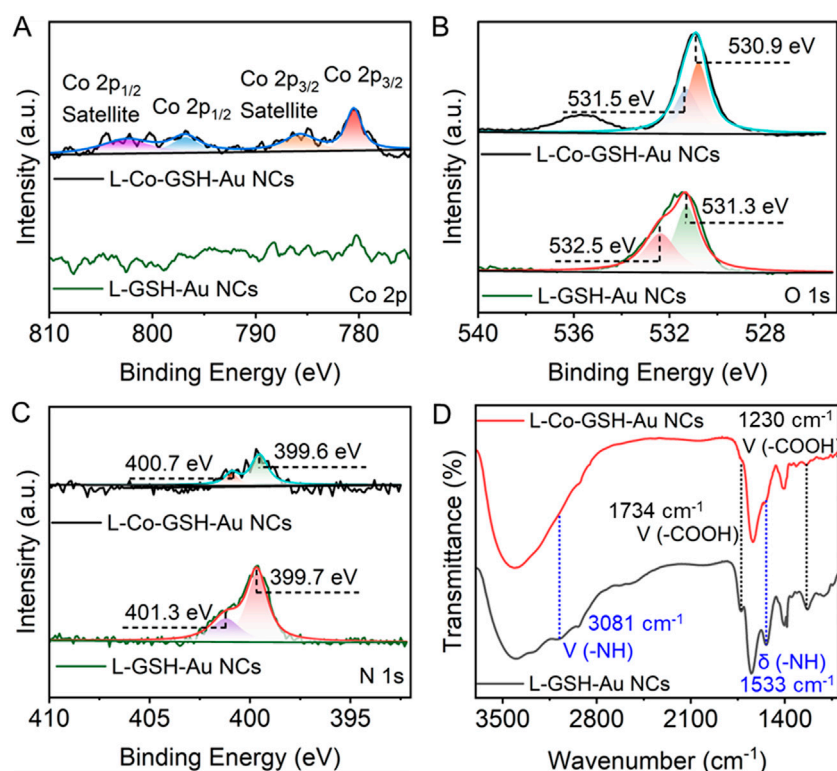 A
Co 2p1/2
Satellite
Co 2p1/2
Co 2p3/2
Satellite
Co 2p3/2
L-Co-GSH-Au NCs
L-GSH-Au NCs
Co 2p
Intensity (a.u.)
810 800 790 780
Binding Energy (eV)
B
530.9 eV
531.5 eV
L-Co-GSH-Au NCs
531.3 eV
532.5 eV
L-GSH-Au NCs
O 1s
Intensity (a.u.)
540 536 532 528
Binding Energy (eV)
C
399.6 eV
400.7 eV
L-Co-GSH-Au NCs
399.7 eV
401.3 eV
L-GSH-Au NCs
N 1s
Intensirty (a.u.)
410 405 400 395
Binding Energy (eV)
D
L-Co-GSH-Au NCs
1230 cm-1
V (-COOH)
1734 cm-1
V (-COOH)
3081 cm-1
V (-NH)
δ (-NH)
1533 cm-1
L-GSH-Au NCs
Transmittance (%)
3500 2800 2100 1400
Wavenumber (cm-1)